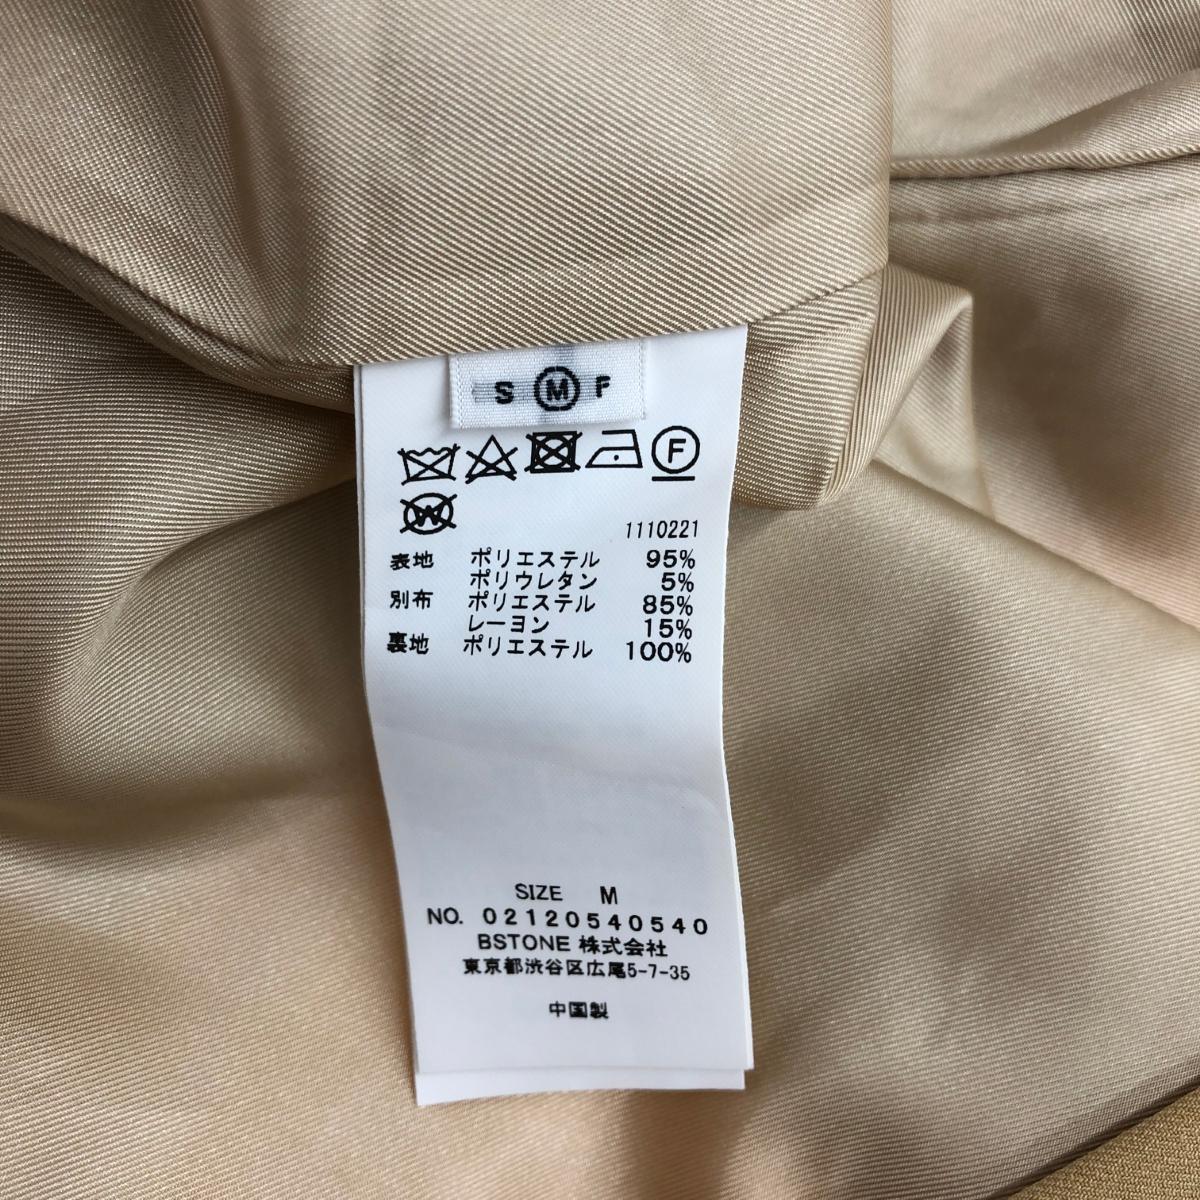 S M F
F
W
1110221
表地 ポリエステル 95%
ポリウレタン 5%
別布 ポリエステル 85%
レーヨン 15%
裏地 ポリエステル 100%
SIZE M
NO. 02120540540
BSTONE 株式会社
東京都渋谷区広尾5-7-35
中国製